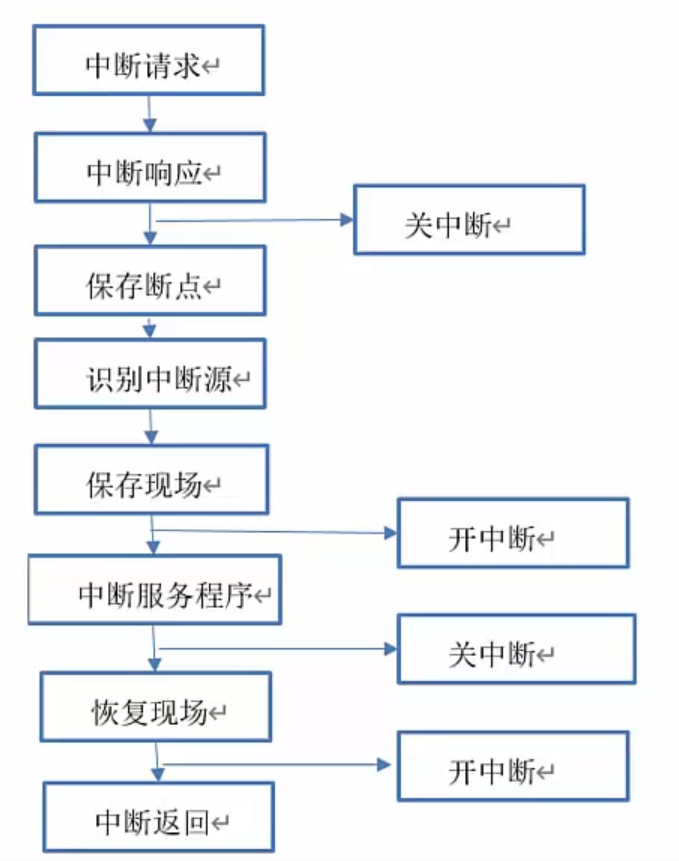 中断请求↵
中断响应↵
关中断↵
保存断点↵
识别中断源↵
保存现场↵
开中断↵
中断服务程序↵
关中断↵
恢复现场↵
开中断↵
中断返回↵